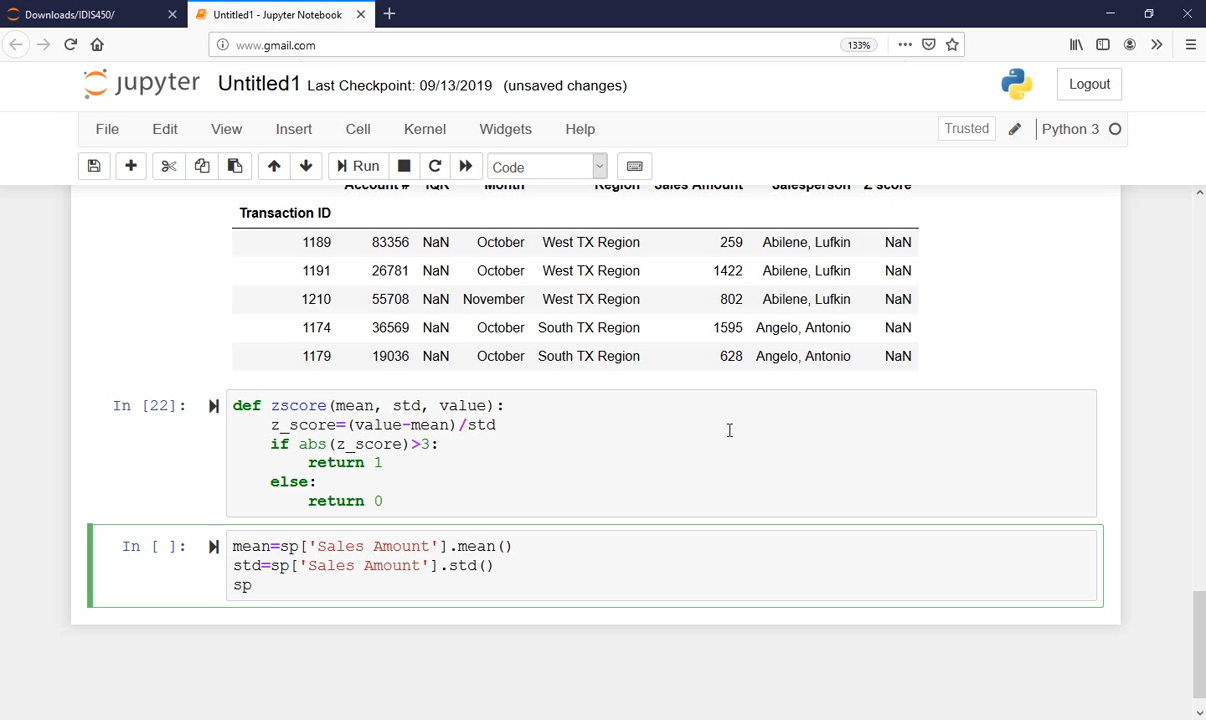 Downloads/IDIS450/
Untitled1 - Jupyter Notebook
www.gmail.com
133%
jupyter Untitled1 Last Checkpoint: 09/13/2019 (unsaved changes)
Logout
File Edit View Insert Cell Kernel Widgets Help
Trusted
Python 3
Run
Code
Account # IQR Month Region Sales Amount Salesperson Z score
Transaction ID
1189 83356 NaN October West TX Region 259 Abilene, Lufkin NaN
1191 26781 NaN October West TX Region 1422 Abilene, Lufkin NaN
1210 55708 NaN November West TX Region 802 Abilene, Lufkin NaN
1174 36569 NaN October South TX Region 1595 Angelo, Antonio NaN
1179 19036 NaN October South TX Region 628 Angelo, Antonio NaN
In [22]: def zscore(mean, std, value):
z_score=(value-mean)/std
if abs(z_score)>3:
return 1
else:
return 0
In [ ]: mean=sp['Sales Amount'].mean()
std=sp['Sales Amount'].std()
sp